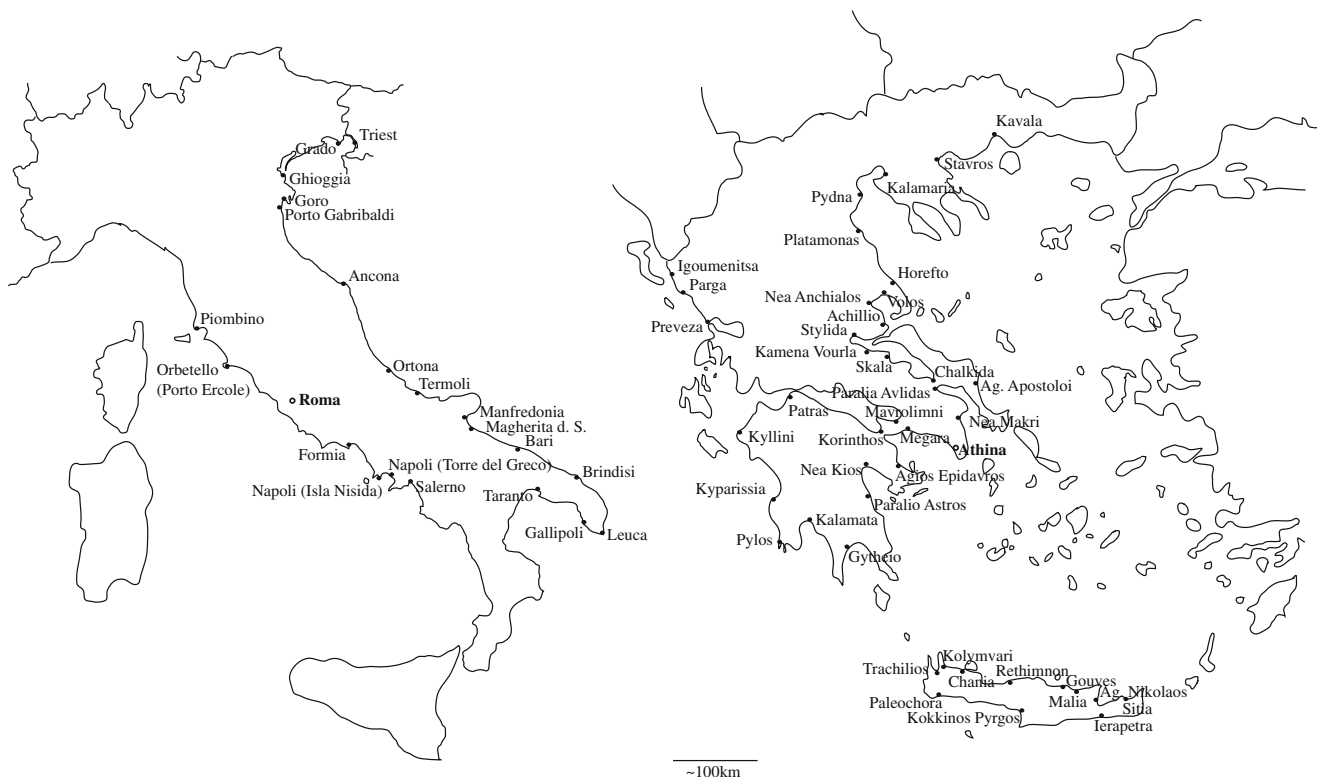 Triest
Grado
Ghioggia
Goro
Porto Gabribaldi
Ancona
Piombino
Orbetello
(Porto Ercole)
Roma
Ortona
Termoli
Manfredonia
Magherita d. S.
Bari
Formia
Napoli (Torre del Greco)
Brindisi
Napoli (Isla Nisida)
Salerno
Taranto
Gallipoli
Leuca
Kavala
Stavros
Kalamaria
Pydna
Platamonas
Igoumenitsa
Parga
Horefto
Nea Anchialos
Volos
Achillio
Preveza
Stylida
Kamena Vourla
Skala
Chalkida
Ag. Apostoloi
Paralia Avlidas
Patras
Mavrolimni
Nea Makri
Kyllini
Korinthos
Megara
Athina
Nea Kios
Agios Epidavros
Kyparissia
Paralio Astros
Kalamata
Pylos
Gytheio
Kolymvari
Trachilios
Chania
Rethimnon
Gouves
Malia
Ag. Nikolaos
Sitia
Paleochora
Kokkinos Pyrgos
Ierapetra
~100km